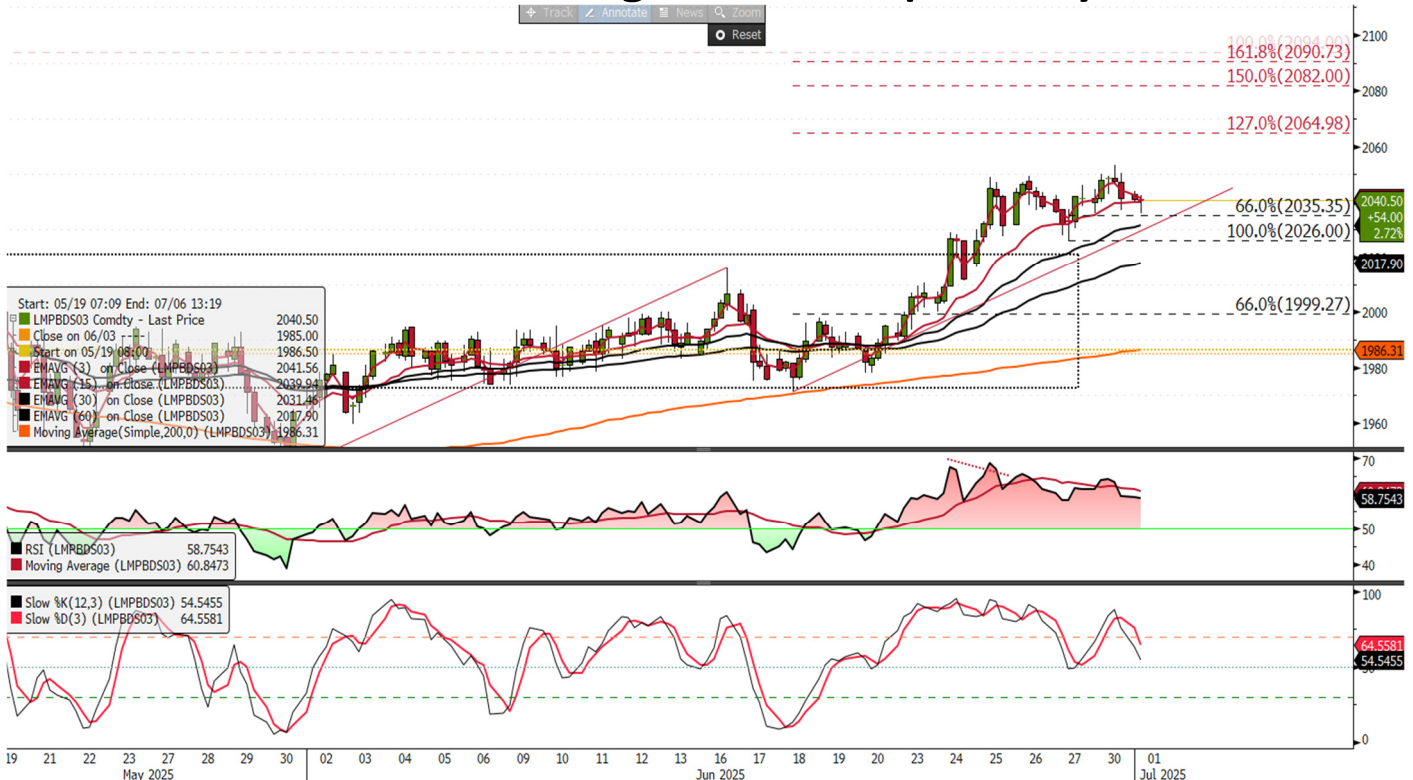 Track Annotate News Zoom
Reset
100.0%(2094.00)
161.8%(2090.73)
150.0%(2082.00)
127.0%(2064.98)
66.0%(2035.35)
100.0%(2026.00)
66.0%(1999.27)
2100
2080
2060
2040.50
+54.00
2.72%
2017.90
2000
1986.31
1980
1960
Start: 05/19 07:09 End: 07/06 13:19
LMPBDS03 Comdty - Last Price 2040.50
Close on 06/03 ---- 1985.00
Start on 05/19 08:00 1986.50
EMAVG (3) on Close (LMPBDS03) 2041.56
EMAVG (15) on Close (LMPBDS03) 2039.94
EMAVG (30) on Close (LMPBDS03) 2031.46
EMAVG (60) on Close (LMPBDS03) 2017.90
Moving Average(Simple,200,0) (LMPBDS03) 1986.31
70
58.7543
50
40
RSI (LMPBDS03) 58.7543
Moving Average (LMPBDS03) 60.8473
Slow %K(12,3) (LMPBDS03) 54.5455
Slow %D(3) (LMPBDS03) 64.5581
100
64.5581
54.5455
0
19 21 22 23 27 28 29 30 02 03 04 05 06 09 10 11 12 13 16 17 18 20 24 25 26 27 30 01
May 2025 Jun 2025 Jul 2025